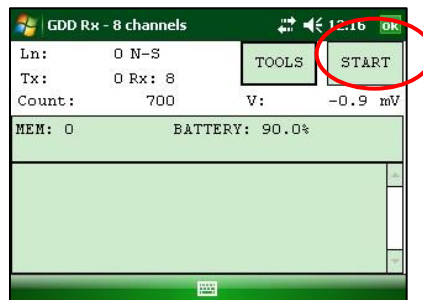 GDD Rx - 8 channels 12:16 ok
Ln: 0 N-S TOOLS START
Tx: 0 Rx: 8
Count: 700 V: -0.9 mV
MEM: 0 BATTERY: 90.0%